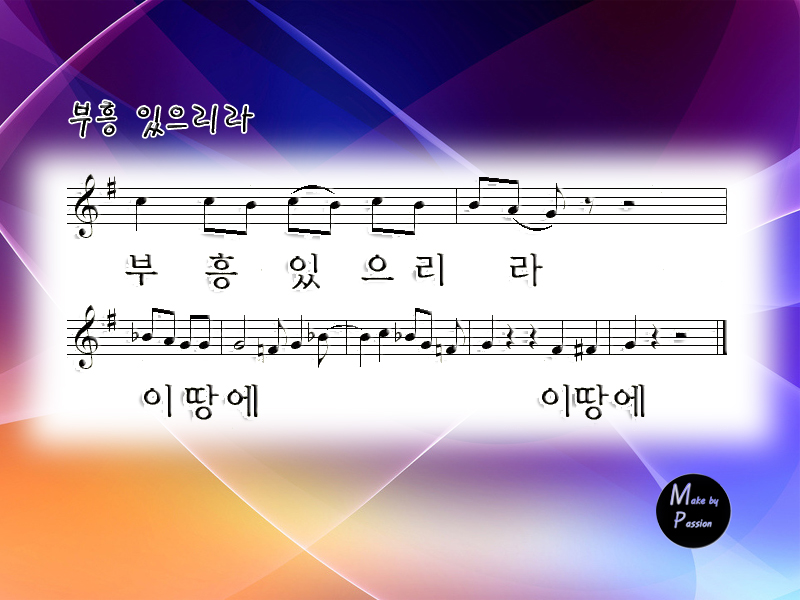 부흥 있으리라
부 흥 있 으 리 라
이 땅 에 이 땅 에
Make by
Passion